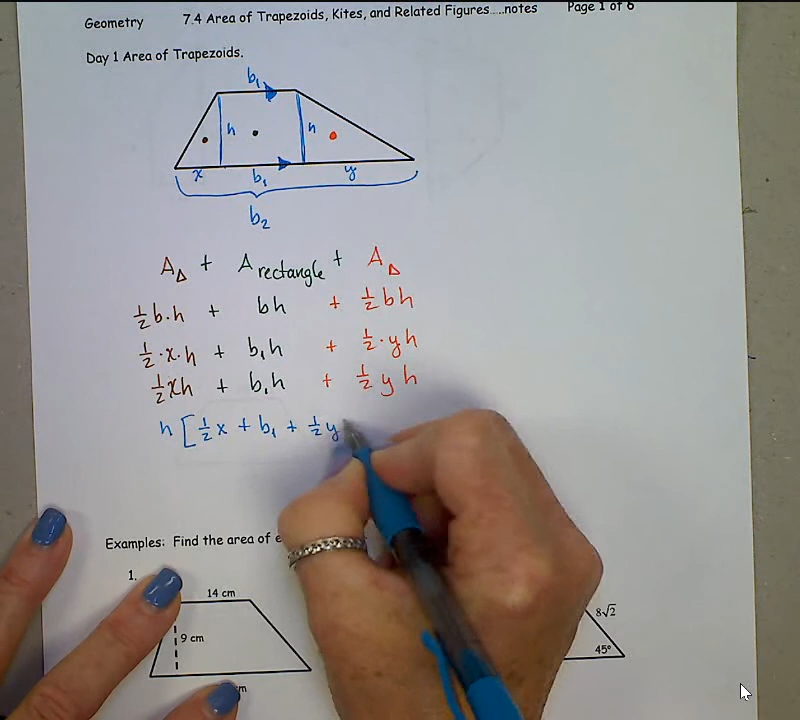 Geometry 7.4 Area of Trapezoids, Kites, and Related Figures....notes Page 1 of 6
Day 1 Area of Trapezoids.
b₁
h h
x b₁ y
b₂
A△ + A rectangle + A△
½b·h + bh + ½bh
½·x·h + b₁h + ½·yh
½xh + b₁h + ½yh
h[½x + b₁ + ½y
Examples: Find the area of
1.
14 cm
8√2
9 cm
45°